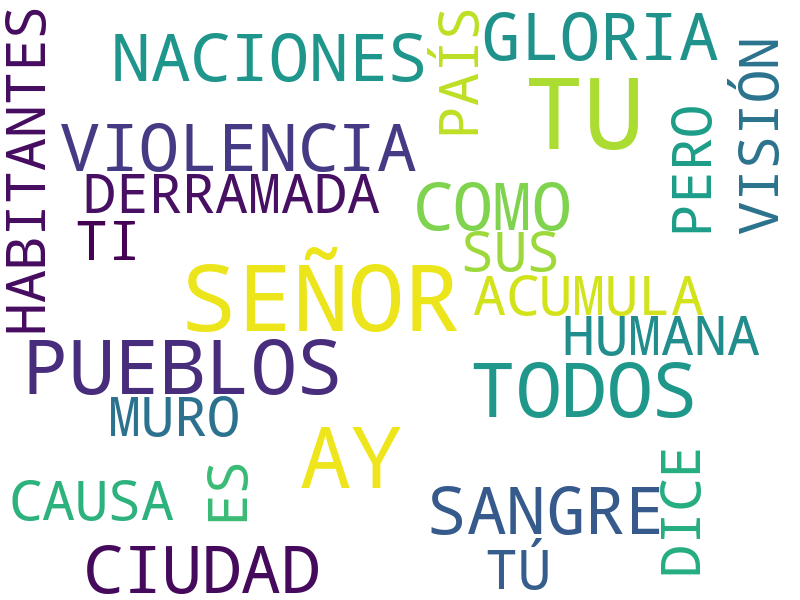 HABITANTES
NACIONES
PAÍS
GLORIA
VISIÓN
TU
PERO
VIOLENCIA
DERRAMADA
COMO
TI
SUS
SEÑOR
ACUMULA
HUMANA
PUEBLOS
TODOS
MURO
AY
CAUSA
ES
SANGRE
DICE
CIUDAD
TÚ